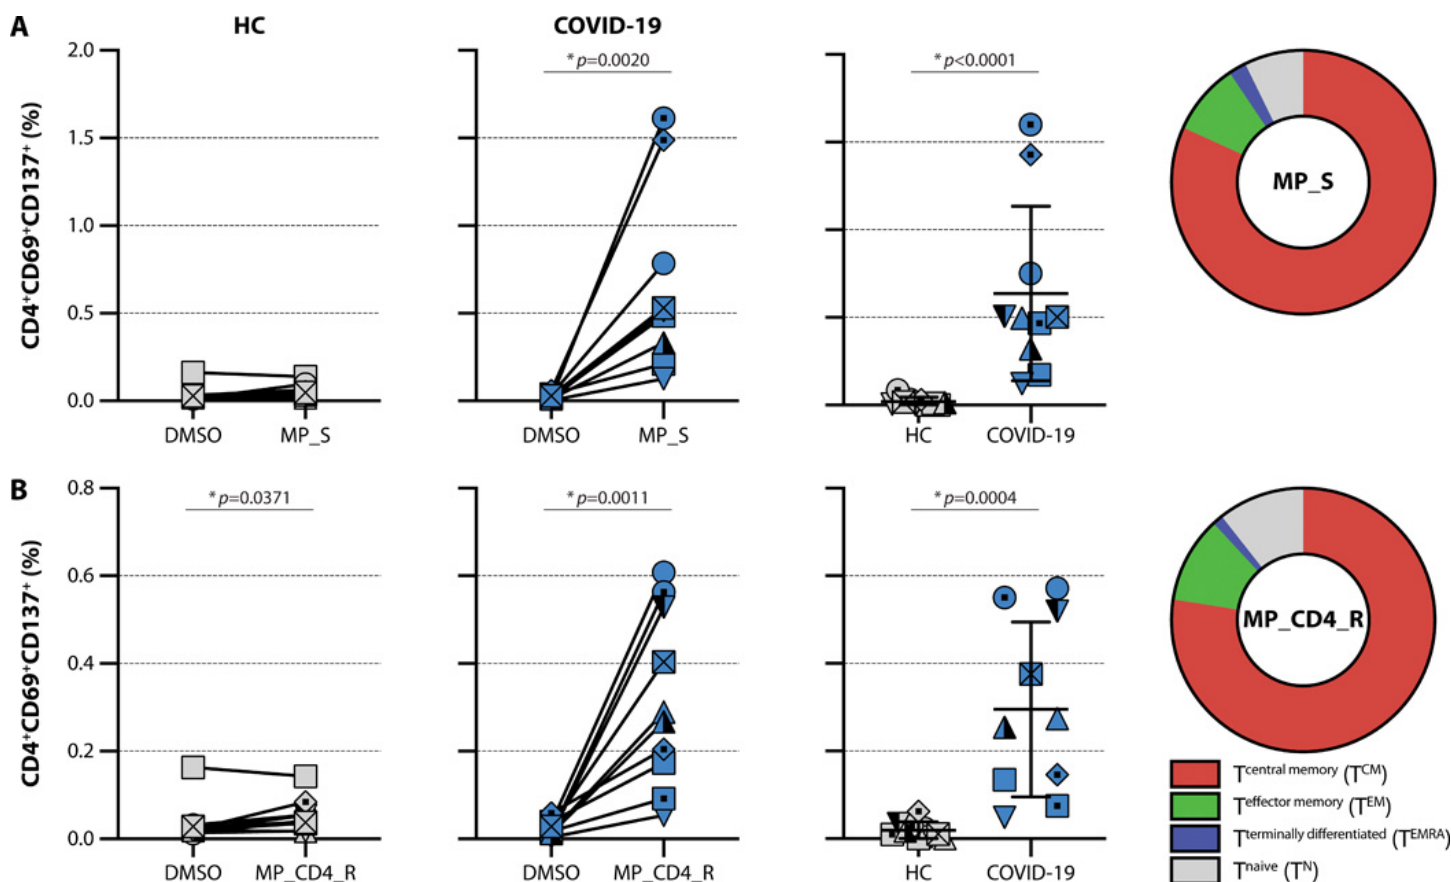 A
HC
COVID-19
CD4⁺CD69⁺CD137⁺ (%)
2.0
1.5
1.0
0.5
0.0
DMSO
MP_S
*p=0.0020
DMSO
MP_S
*p<0.0001
HC
COVID-19
MP_S
B
CD4⁺CD69⁺CD137⁺ (%)
0.8
0.6
0.4
0.2
0.0
*p=0.0371
DMSO
MP_CD4_R
*p=0.0011
DMSO
MP_CD4_R
*p=0.0004
HC
COVID-19
MP_CD4_R
Tcentral memory (TCM)
Teffector memory (TEM)
Tterminally differentiated (TEMRA)
Tnaive (TN)